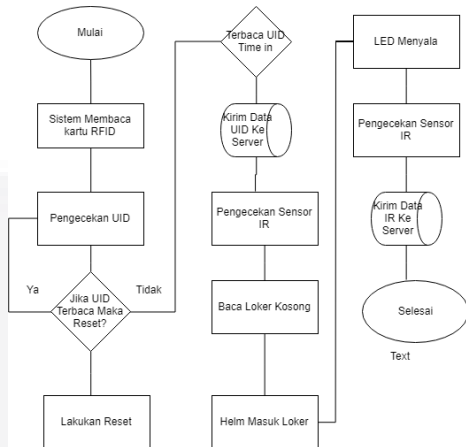 Mulai
Sistem Membaca
kartu RFID
Pengecekan UID
Ya
Tidak
Jika UID
Terbaca Maka
Reset?
Lakukan Reset
Terbaca UID
Time in
Kirim Data
UID Ke
Server
Pengecekan Sensor
IR
Baca Loker Kosong
Helm Masuk Loker
LED Menyala
Pengecekan Sensor
IR
Kirim Data
IR Ke
Server
Selesai
Text